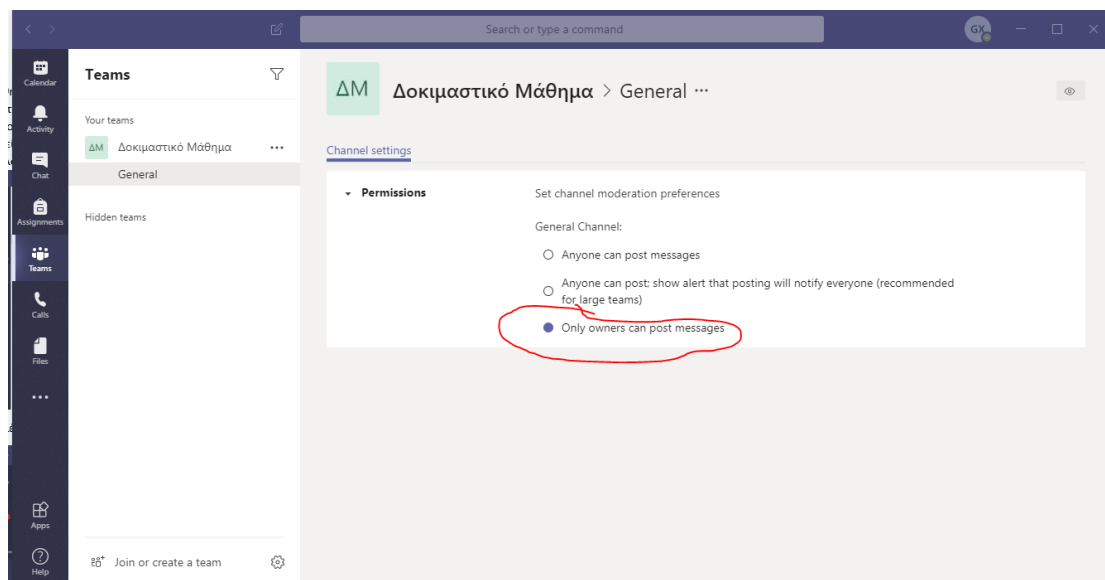 Search or type a command
GX
Calendar
Activity
Chat
Assignments
Teams
Calls
Files
Apps
Help
Teams
Your teams
ΔΜ Δοκιμαστικό Μάθημα
General
Hidden teams
Join or create a team
ΔΜ Δοκιμαστικό Μάθημα > General
Channel settings
Permissions
Set channel moderation preferences
General Channel:
Anyone can post messages
Anyone can post; show alert that posting will notify everyone (recommended
for large teams)
Only owners can post messages